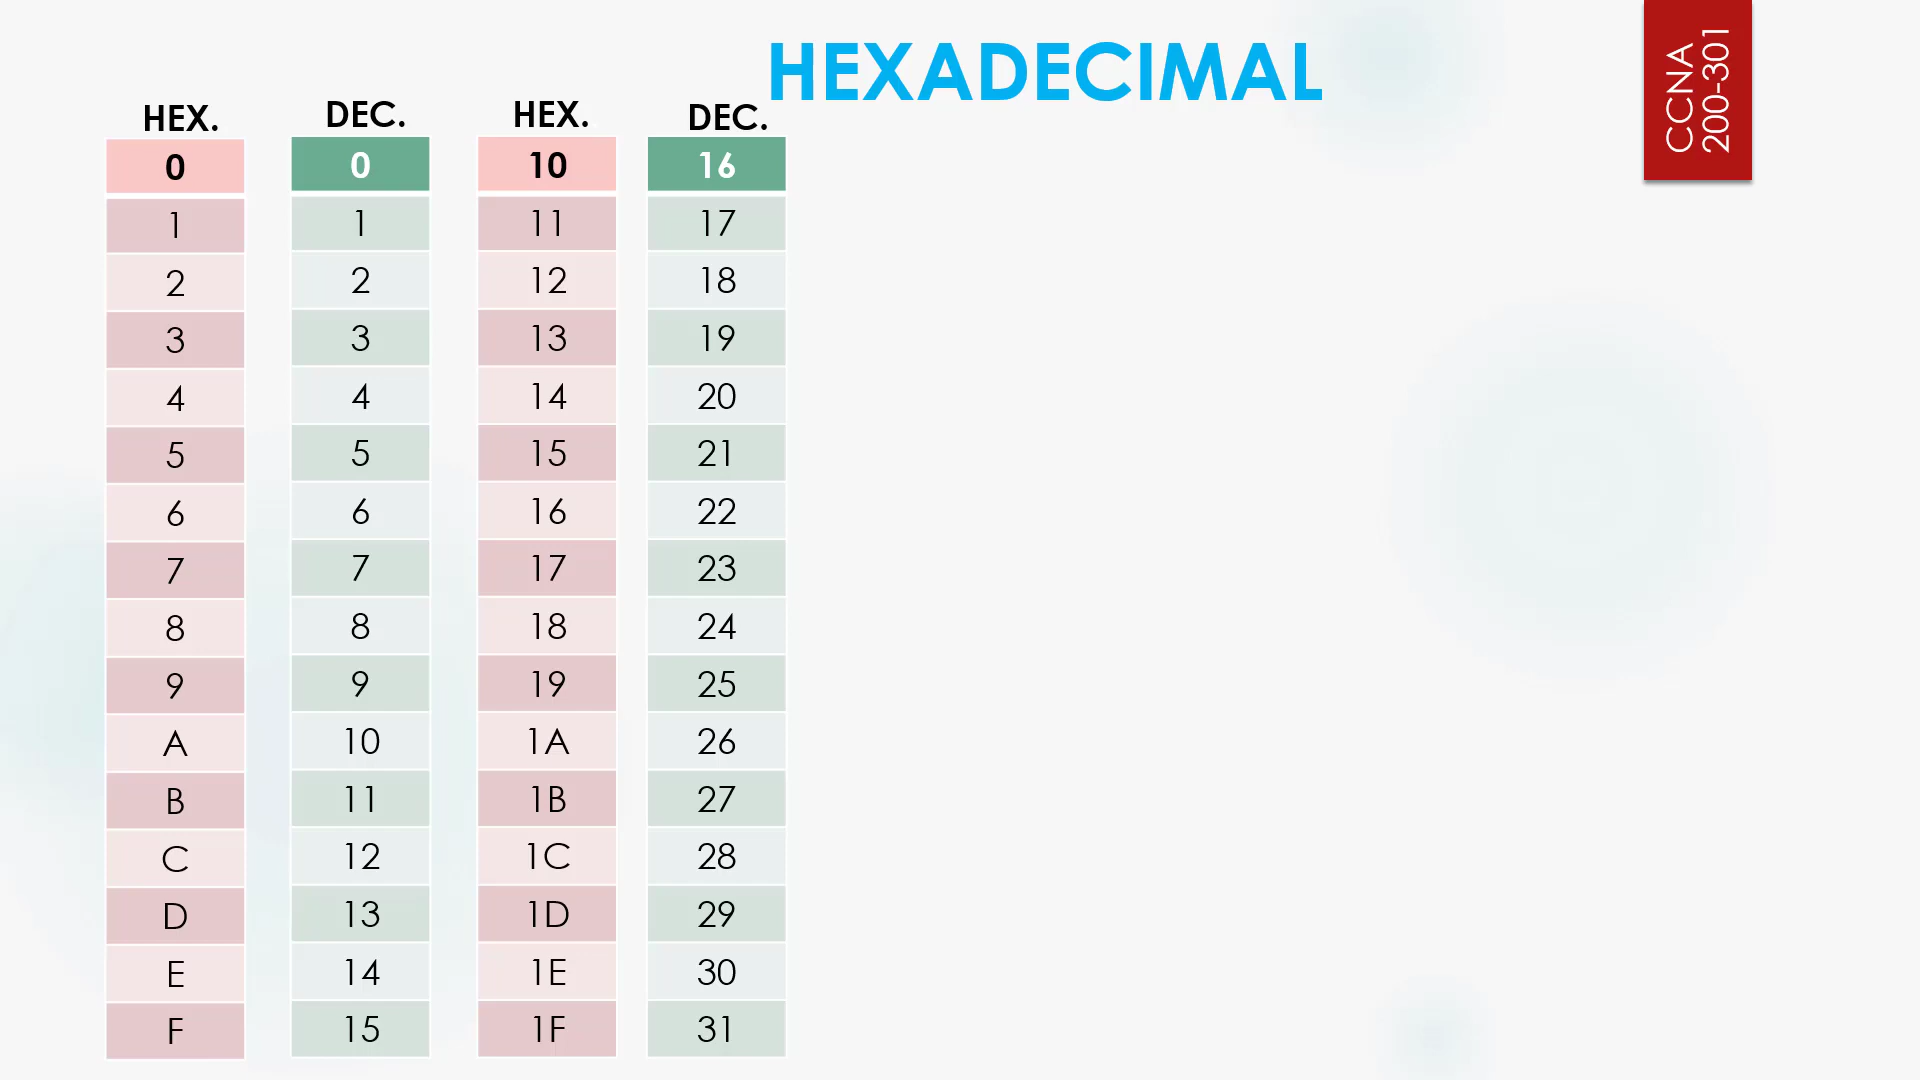 HEXADECIMAL
CCNA
200-301
HEX. DEC. HEX. DEC.
0 0 10 16
1 1 11 17
2 2 12 18
3 3 13 19
4 4 14 20
5 5 15 21
6 6 16 22
7 7 17 23
8 8 18 24
9 9 19 25
A 10 1A 26
B 11 1B 27
C 12 1C 28
D 13 1D 29
E 14 1E 30
F 15 1F 31